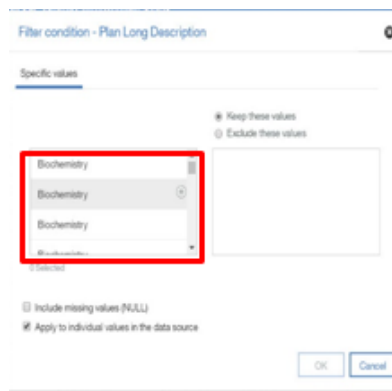 Filter condition - Plan Long Description
Specific values
Keep these values
Exclude these values
Biochemistry
Biochemistry
Biochemistry
Biochemistry
0 Selected
Include missing values (NULL)
Apply to individual values in the data source
OK
Cancel